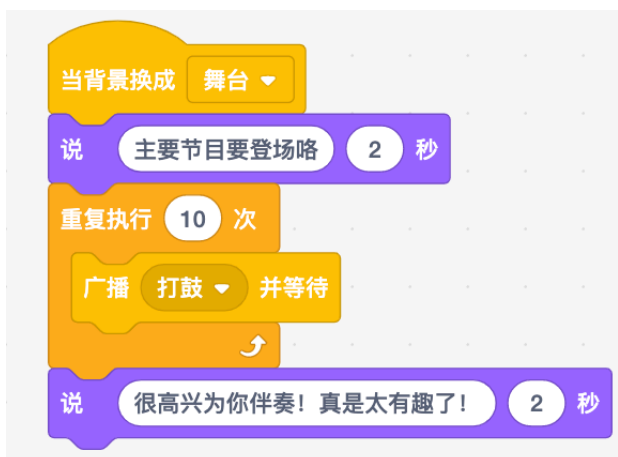 当背景换成 舞台
说 主要节目要登场咯 2 秒
重复执行 10 次
广播 打鼓 并等待
说 很高兴为你伴奏！真是太有趣了！ 2 秒